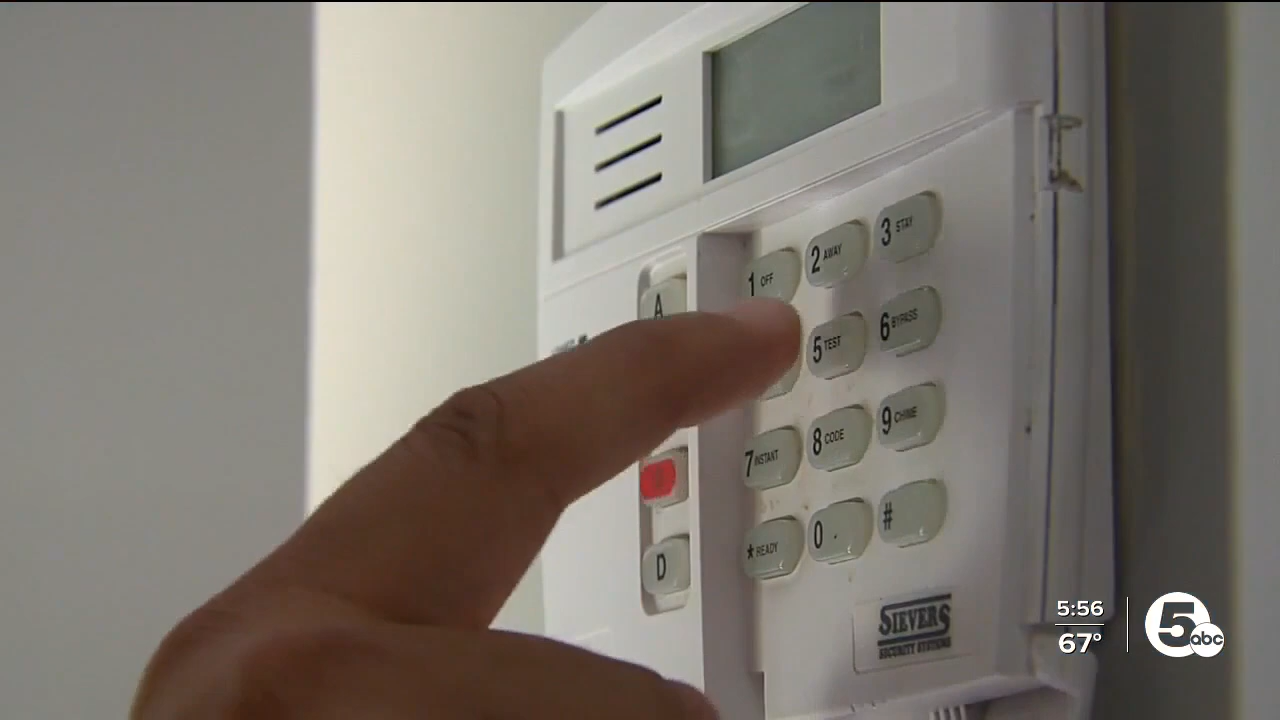 1 OFF
2 AWAY
3 STAY
A
5 TEST
6 BYPASS
7 INSTANT
8 CODE
9 CHIME
* READY
0
#
D
SIEVERS
SECURITY SYSTEMS
5:56
67°
5 abc